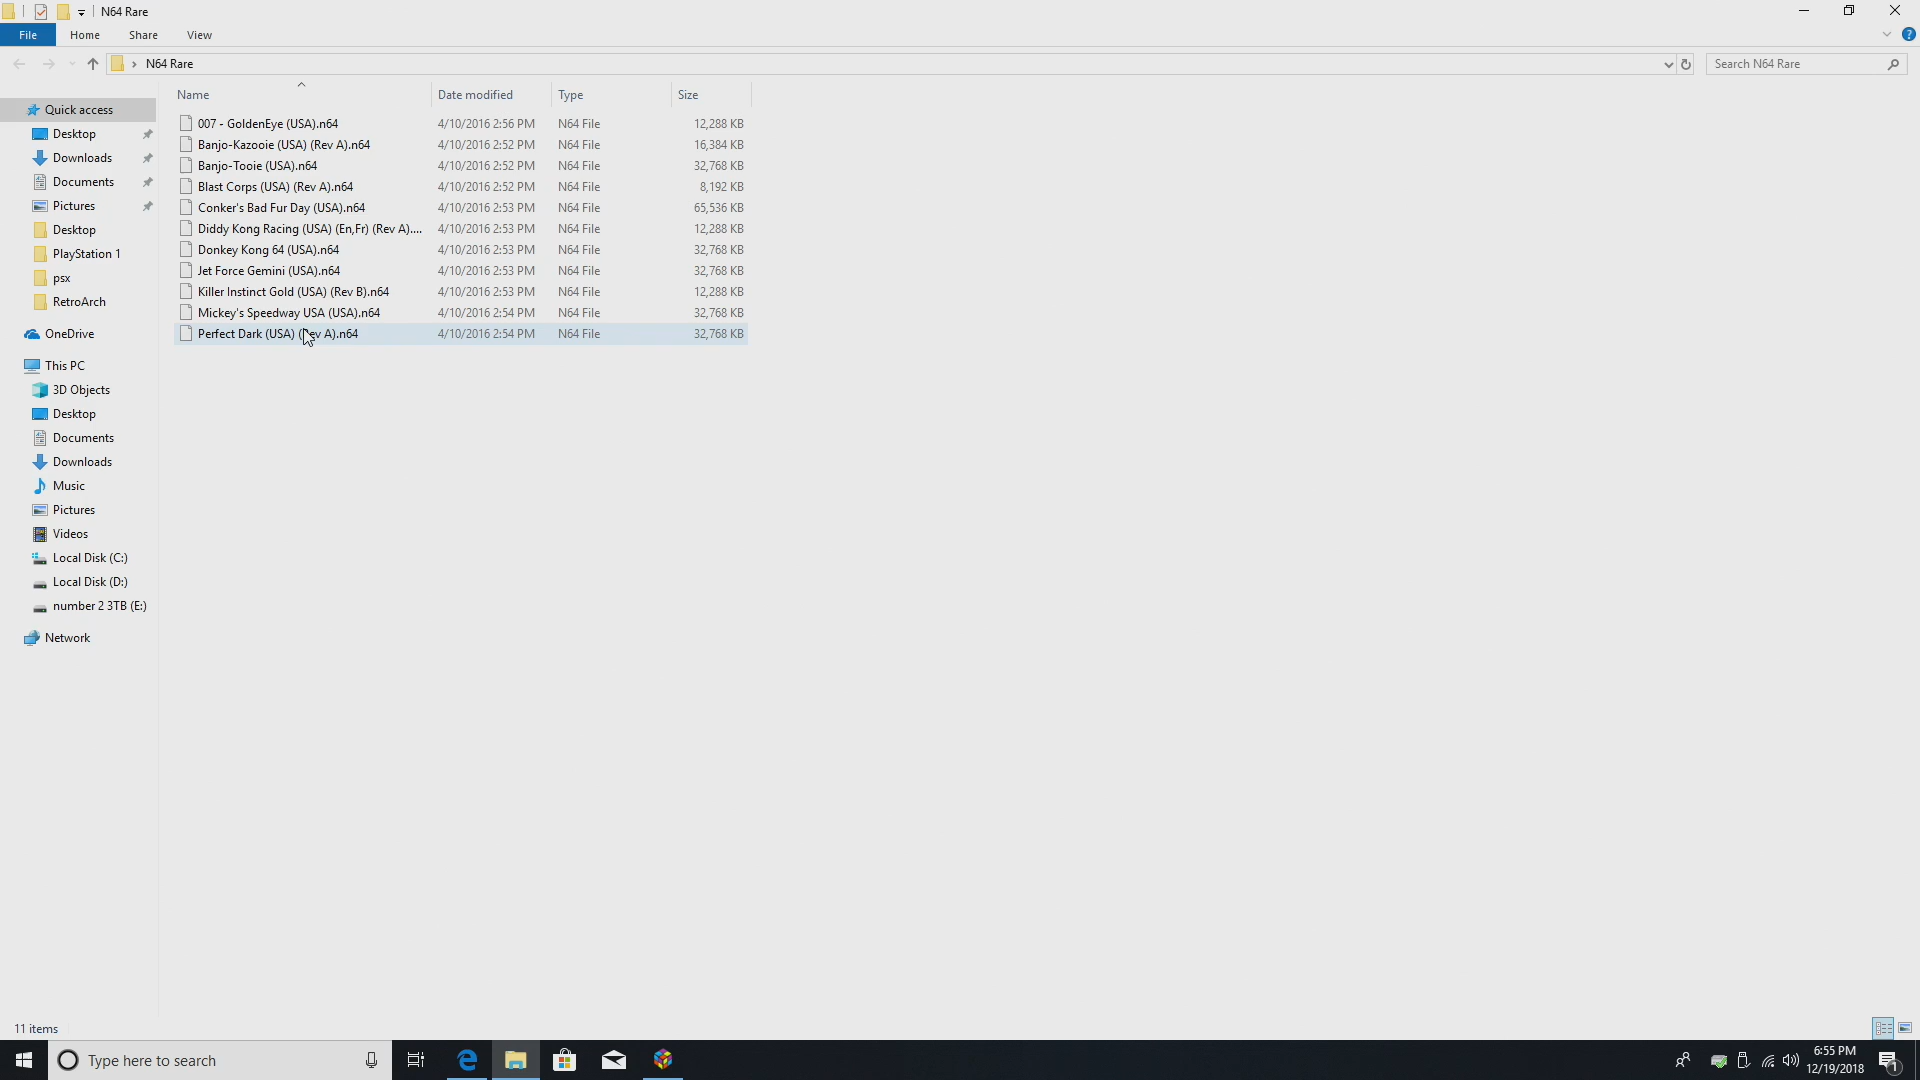 N64 Rare
File Home Share View
N64 Rare
Search N64 Rare
Name Date modified Type Size
Quick access
Desktop
Downloads
Documents
Pictures
Desktop
PlayStation 1
psx
RetroArch
OneDrive
This PC
3D Objects
Desktop
Documents
Downloads
Music
Pictures
Videos
Local Disk (C:)
Local Disk (D:)
number 2 3TB (E:)
Network
007 - GoldenEye (USA).n64 4/10/2016 2:56 PM N64 File 12,288 KB
Banjo-Kazooie (USA) (Rev A).n64 4/10/2016 2:52 PM N64 File 16,384 KB
Banjo-Tooie (USA).n64 4/10/2016 2:52 PM N64 File 32,768 KB
Blast Corps (USA) (Rev A).n64 4/10/2016 2:52 PM N64 File 8,192 KB
Conker's Bad Fur Day (USA).n64 4/10/2016 2:53 PM N64 File 65,536 KB
Diddy Kong Racing (USA) (En,Fr) (Rev A).... 4/10/2016 2:53 PM N64 File 12,288 KB
Donkey Kong 64 (USA).n64 4/10/2016 2:53 PM N64 File 32,768 KB
Jet Force Gemini (USA).n64 4/10/2016 2:53 PM N64 File 32,768 KB
Killer Instinct Gold (USA) (Rev B).n64 4/10/2016 2:53 PM N64 File 12,288 KB
Mickey's Speedway USA (USA).n64 4/10/2016 2:54 PM N64 File 32,768 KB
Perfect Dark (USA) (Rev A).n64 4/10/2016 2:54 PM N64 File 32,768 KB
11 items
Type here to search
6:55 PM
12/19/2018
1